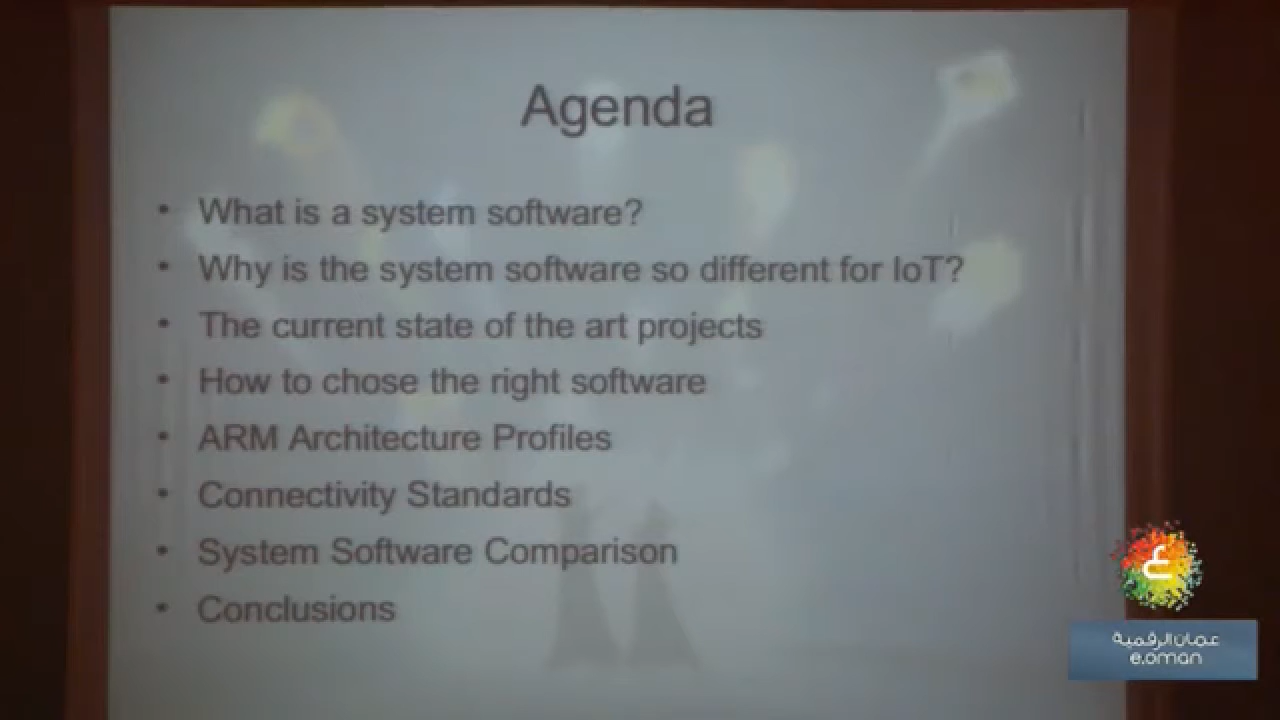 Agenda
• What is a system software?
• Why is the system software so different for IoT?
• The current state of the art projects
• How to chose the right software
• ARM Architecture Profiles
• Connectivity Standards
• System Software Comparison
• Conclusions
ع
عمان الرقمية
e.oman